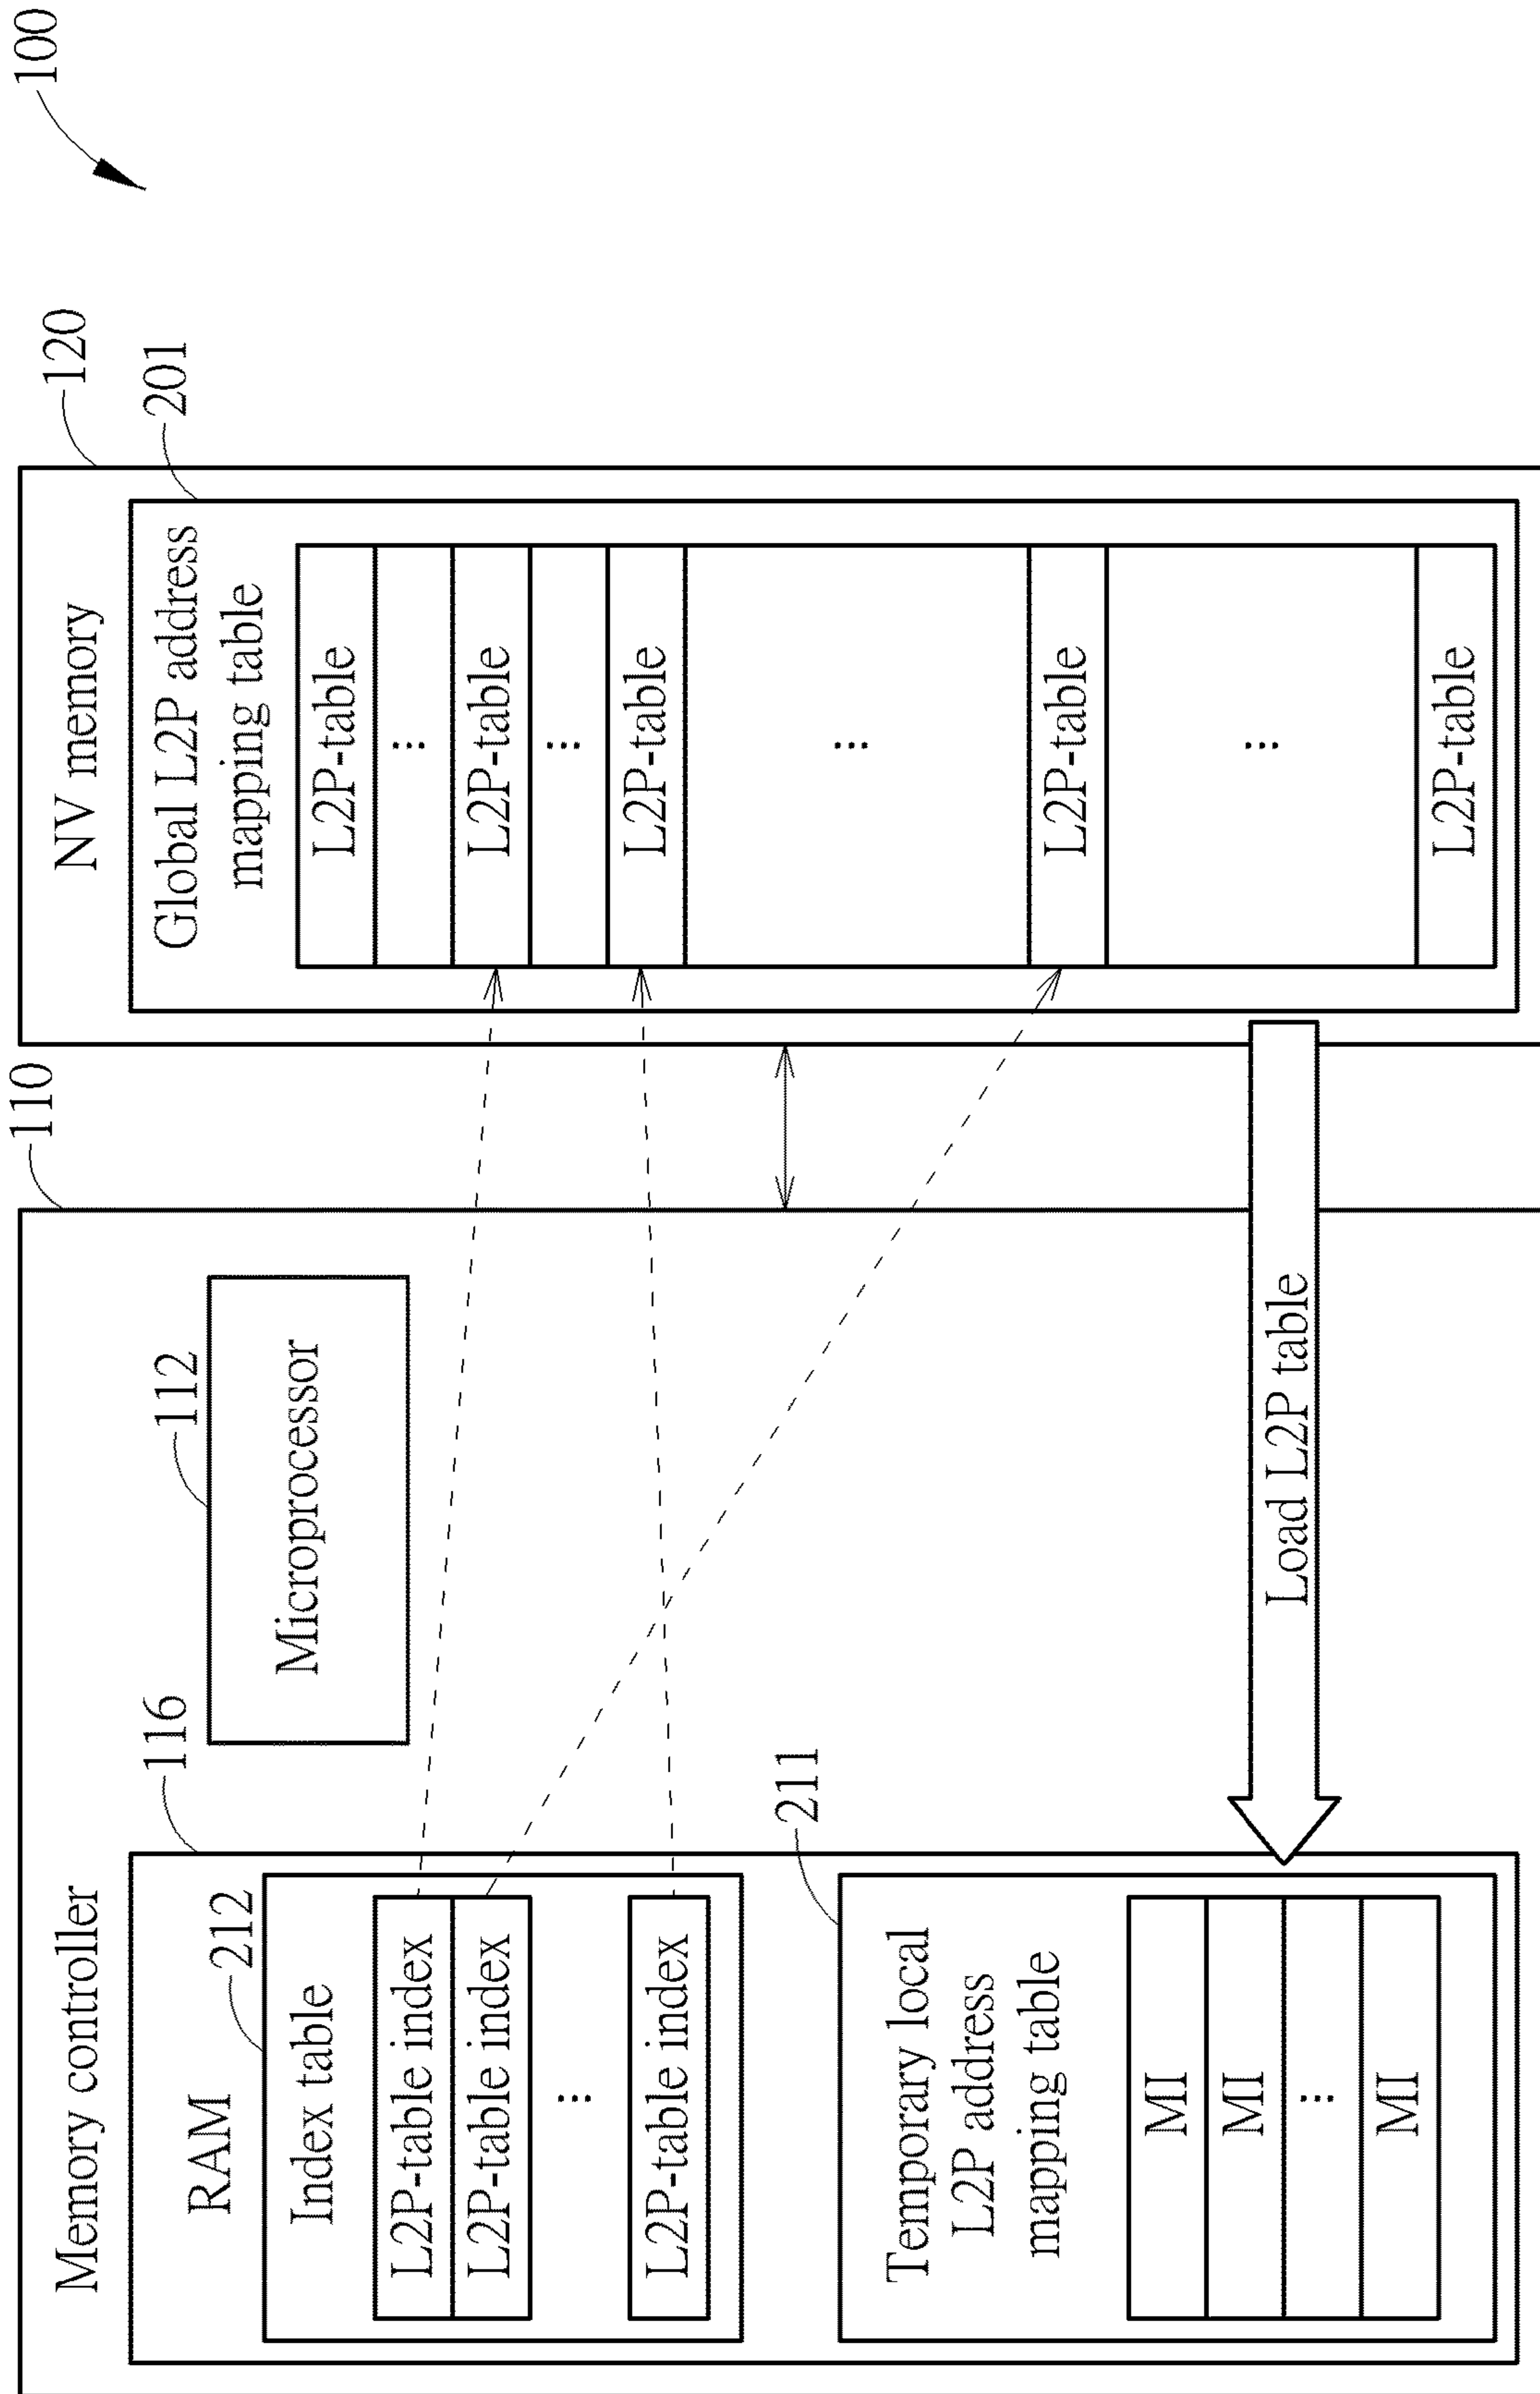 100
Memory controller
110
RAM
116
Index table
212
L2P-table index
L2P-table index
...
L2P-table index
Temporary local
L2P address
mapping table
211
MI
MI
...
MI
Microprocessor
112
Load L2P table
NV memory
120
Global L2P address
mapping table
201
L2P-table
...
L2P-table
...
L2P-table
...
L2P-table
...
L2P-table